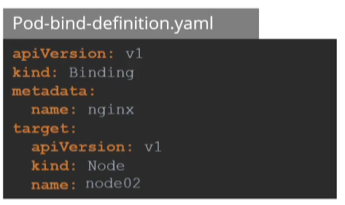 Pod-bind-definition.yaml
apiVersion: v1
kind: Binding
metadata:
  name: nginx
target:
  apiVersion: v1
  kind: Node
  name: node02